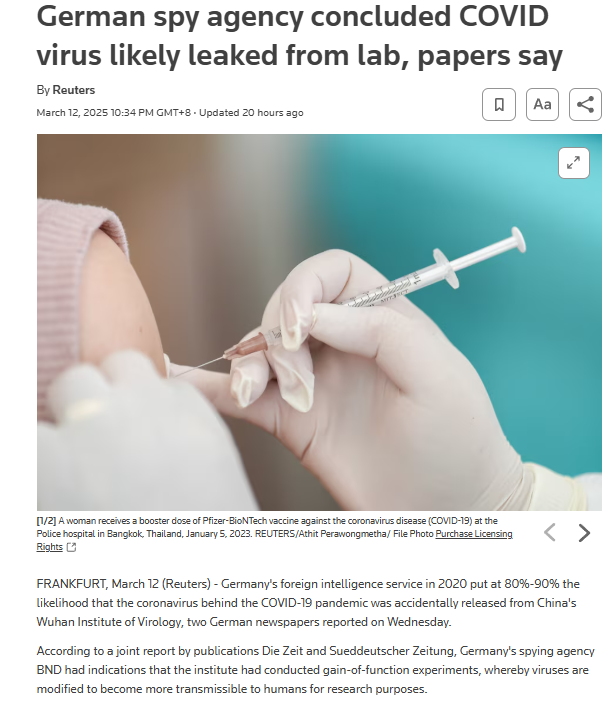 German spy agency concluded COVID
virus likely leaked from lab, papers say
By Reuters
March 12, 2025 10:34 PM GMT+8 · Updated 20 hours ago
Aa
[1/2] A woman receives a booster dose of Pfizer-BioNTech vaccine against the coronavirus disease (COVID-19) at the
Police hospital in Bangkok, Thailand, January 5, 2023. REUTERS/Athit Perawongmetha/ File Photo Purchase Licensing
Rights
FRANKFURT, March 12 (Reuters) - Germany's foreign intelligence service in 2020 put at 80%-90% the
likelihood that the coronavirus behind the COVID-19 pandemic was accidentally released from China's
Wuhan Institute of Virology, two German newspapers reported on Wednesday.
According to a joint report by publications Die Zeit and Sueddeutscher Zeitung, Germany's spying agency
BND had indications that the institute had conducted gain-of-function experiments, whereby viruses are
modified to become more transmissible to humans for research purposes.